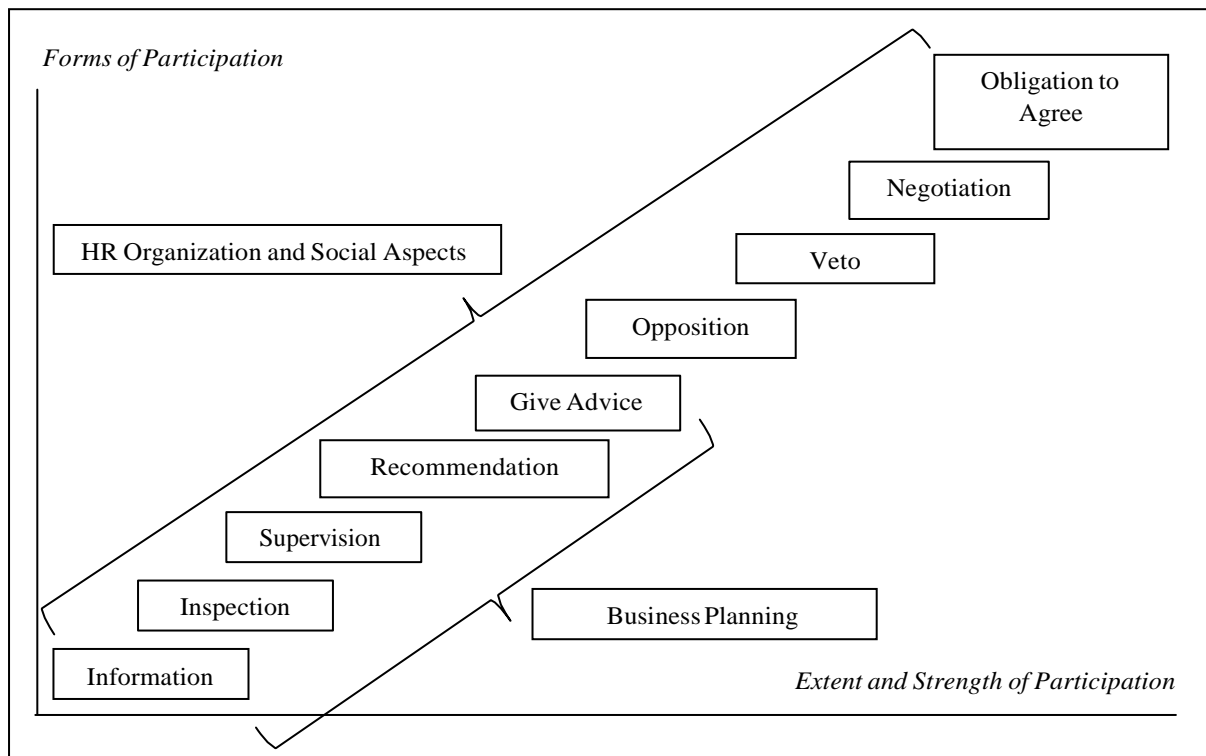 Forms of Participation
Obligation to
Agree
Negotiation
HR Organization and Social Aspects
Veto
Opposition
Give Advice
Recommendation
Supervision
Inspection
Business Planning
Information
Extent and Strength of Participation